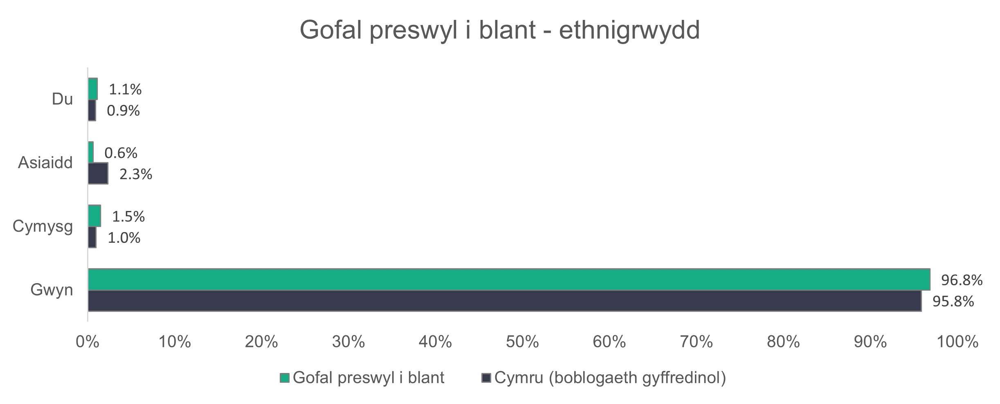 Gofal preswyl i blant - ethnigrwydd
Du
1.1%
0.9%
Asiaidd
0.6%
2.3%
Cymysg
1.5%
1.0%
Gwyn
96.8%
95.8%
0% 10% 20% 30% 40% 50% 60% 70% 80% 90% 100%
Gofal preswyl i blant Cymru (boblogaeth gyffredinol)